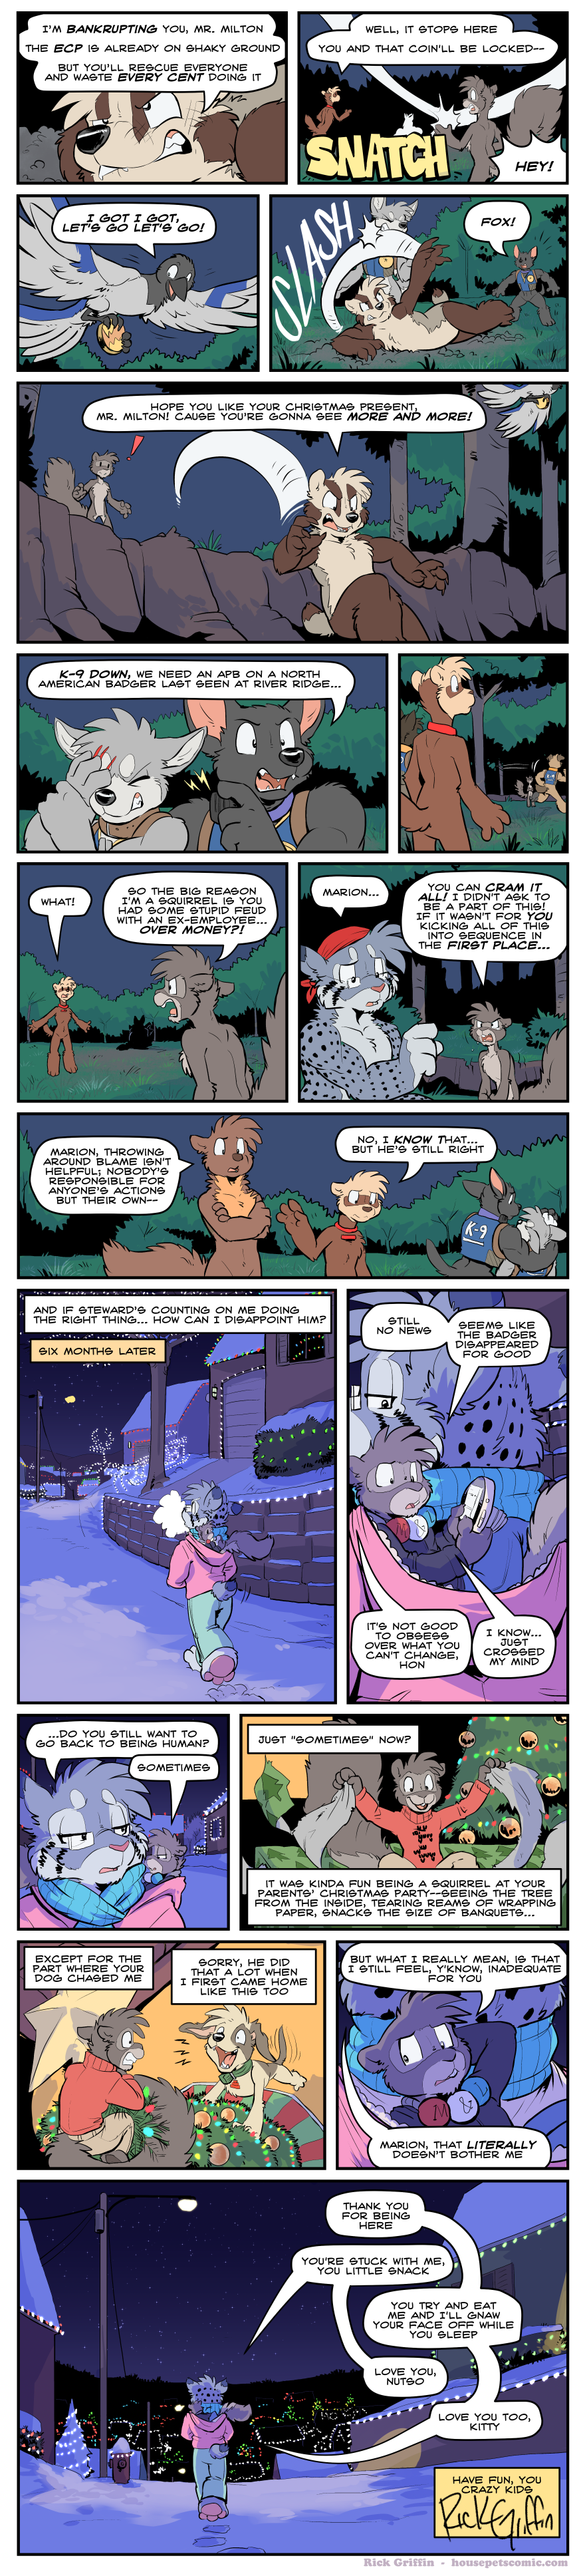 I'M BANKRUPTING YOU, MR. MILTON
THE ECP IS ALREADY ON SHAKY GROUND
BUT YOU'LL RESCUE EVERYONE
AND WASTE EVERY CENT DOING IT
WELL, IT STOPS HERE
YOU AND THAT COIN'LL BE LOCKED--
SNATCH
HEY!
I GOT I GOT,
LET'S GO LET'S GO!
SLASH
FOX!
HOPE YOU LIKE YOUR CHRISTMAS PRESENT,
MR. MILTON! CAUSE YOU'RE GONNA SEE MORE AND MORE!
!
K-9 DOWN, WE NEED AN APB ON A NORTH
AMERICAN BADGER LAST SEEN AT RIVER RIDGE...
WHAT!
SO THE BIG REASON
I'M A SQUIRREL IS YOU
HAD SOME STUPID FEUD
WITH AN EX-EMPLOYEE...
OVER MONEY?!
MARION...
YOU CAN CRAM IT
ALL! I DIDN'T ASK TO
BE A PART OF THIS!
IF IT WASN'T FOR YOU
KICKING ALL OF THIS
INTO SEQUENCE IN
THE FIRST PLACE...
MARION, THROWING
AROUND BLAME ISN'T
HELPFUL; NOBODY'S
RESPONSIBLE FOR
ANYONE'S ACTIONS
BUT THEIR OWN--
NO, I KNOW THAT...
BUT HE'S STILL RIGHT
K-9
AND IF STEWARD'S COUNTING ON ME DOING
THE RIGHT THING... HOW CAN I DISAPPOINT HIM?
SIX MONTHS LATER
STILL
NO NEWS
SEEMS LIKE
THE BADGER
DISAPPEARED
FOR GOOD
IT'S NOT GOOD
TO OBSESS
OVER WHAT YOU
CAN'T CHANGE,
HON
I KNOW...
JUST
CROSSED
MY MIND
...DO YOU STILL WANT TO
GO BACK TO BEING HUMAN?
SOMETIMES
JUST "SOMETIMES" NOW?
IT WAS KINDA FUN BEING A SQUIRREL AT YOUR
PARENTS' CHRISTMAS PARTY--SEEING THE TREE
FROM THE INSIDE, TEARING REAMS OF WRAPPING
PAPER, SNACKS THE SIZE OF BANQUETS...
EXCEPT FOR THE
PART WHERE YOUR
DOG CHASED ME
SORRY, HE DID
THAT A LOT WHEN
I FIRST CAME HOME
LIKE THIS TOO
BUT WHAT I REALLY MEAN, IS THAT
I STILL FEEL, Y'KNOW, INADEQUATE
FOR YOU
MARION, THAT LITERALLY
DOESN'T BOTHER ME
THANK YOU
FOR BEING
HERE
YOU'RE STUCK WITH ME,
YOU LITTLE SNACK
YOU TRY AND EAT
ME AND I'LL GNAW
YOUR FACE OFF WHILE
YOU SLEEP
LOVE YOU,
NUTSO
LOVE YOU TOO,
KITTY
HAVE FUN, YOU
CRAZY KIDS
Rick Griffin
Rick Griffin - housepetscomic.com